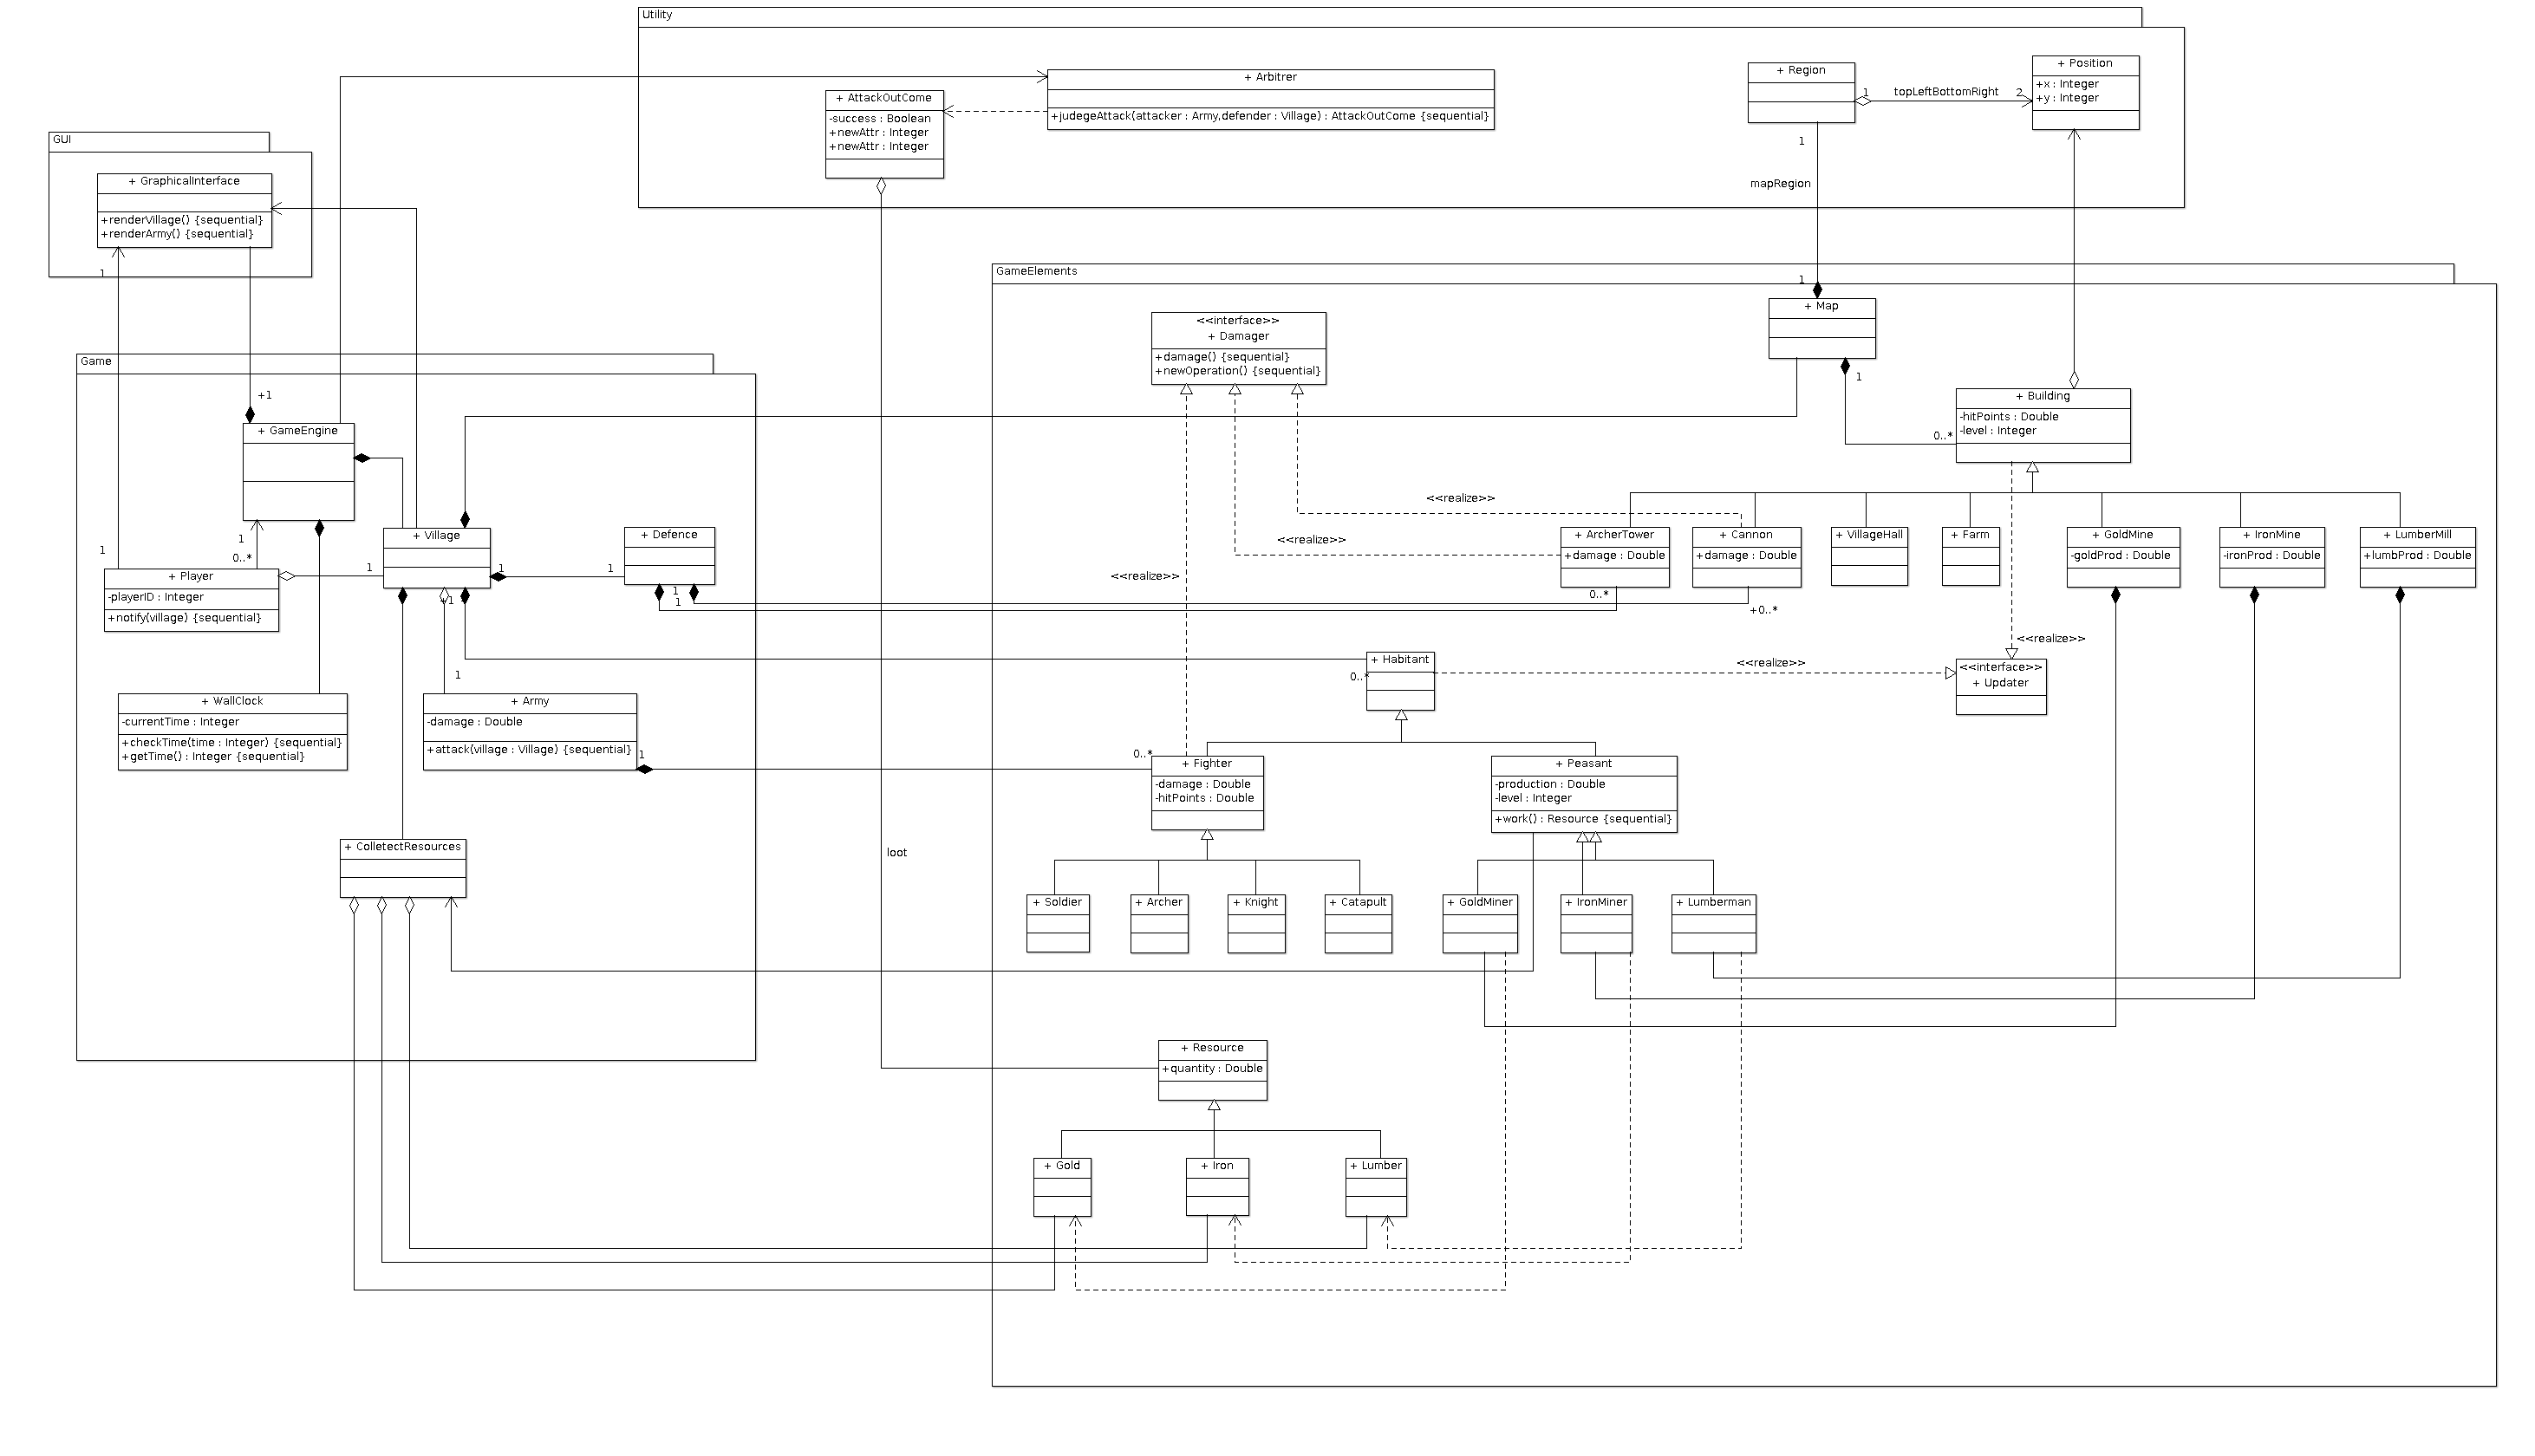 Utility
+ Arbitrer
+judegeAttack(attacker : Army,defender : Village) : AttackOutCome {sequential}
+ AttackOutCome
-success : Boolean
+newAttr : Integer
+newAttr : Integer
+ Region
1
topLeftBottomRight
2
+ Position
+x : Integer
+y : Integer
1
mapRegion
1
GUI
+ GraphicalInterface
+renderVillage() {sequential}
+renderArmy() {sequential}
1
Game
+1
+ GameEngine
1
0..*
1
+ Player
-playerID : Integer
+notify(village) {sequential}
1
+ Village
1
1
+ Defence
1
1
+1
1
+ WallClock
-currentTime : Integer
+checkTime(time : Integer) {sequential}
+getTime() : Integer {sequential}
+ Army
-damage : Double
+attack(village : Village) {sequential}
1
+ ColletectResources
loot
GameElements
<<interface>>
+ Damager
+damage() {sequential}
+newOperation() {sequential}
+ Map
1
0..*
+ Building
-hitPoints : Double
-level : Integer
<<realize>>
<<realize>>
<<realize>>
+ ArcherTower
+damage : Double
0..*
+ Cannon
+damage : Double
+0..*
+ VillageHall
+ Farm
+ GoldMine
-goldProd : Double
+ IronMine
-ironProd : Double
+ LumberMill
+lumbProd : Double
<<realize>>
+ Habitant
0..*
<<realize>>
<<interface>>
+ Updater
0..*
+ Fighter
-damage : Double
-hitPoints : Double
+ Peasant
-production : Double
-level : Integer
+work() : Resource {sequential}
+ Soldier
+ Archer
+ Knight
+ Catapult
+ GoldMiner
+ IronMiner
+ Lumberman
+ Resource
+quantity : Double
+ Gold
+ Iron
+ Lumber